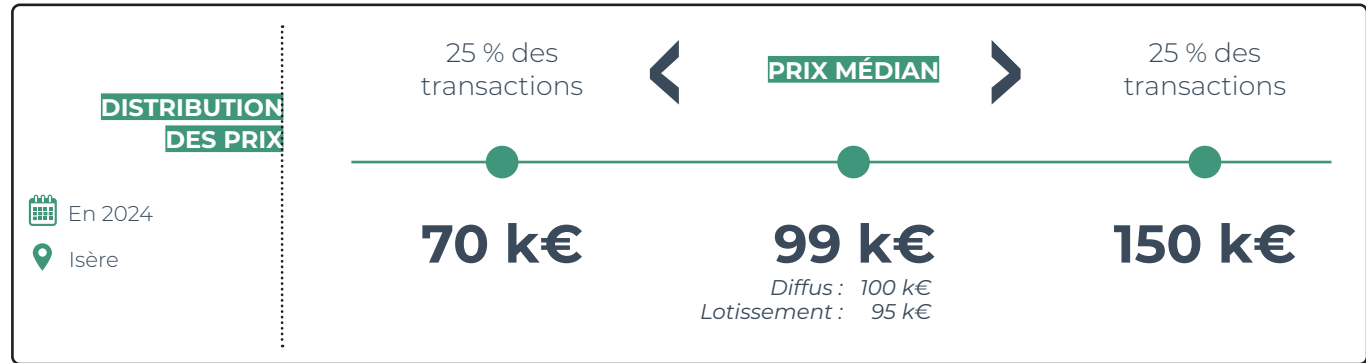 DISTRIBUTION
DES PRIX
En 2024
Isère
25 % des
transactions
<
PRIX MÉDIAN
>
25 % des
transactions
70 k€
99 k€
Diffus : 100 k€
Lotissement : 95 k€
150 k€